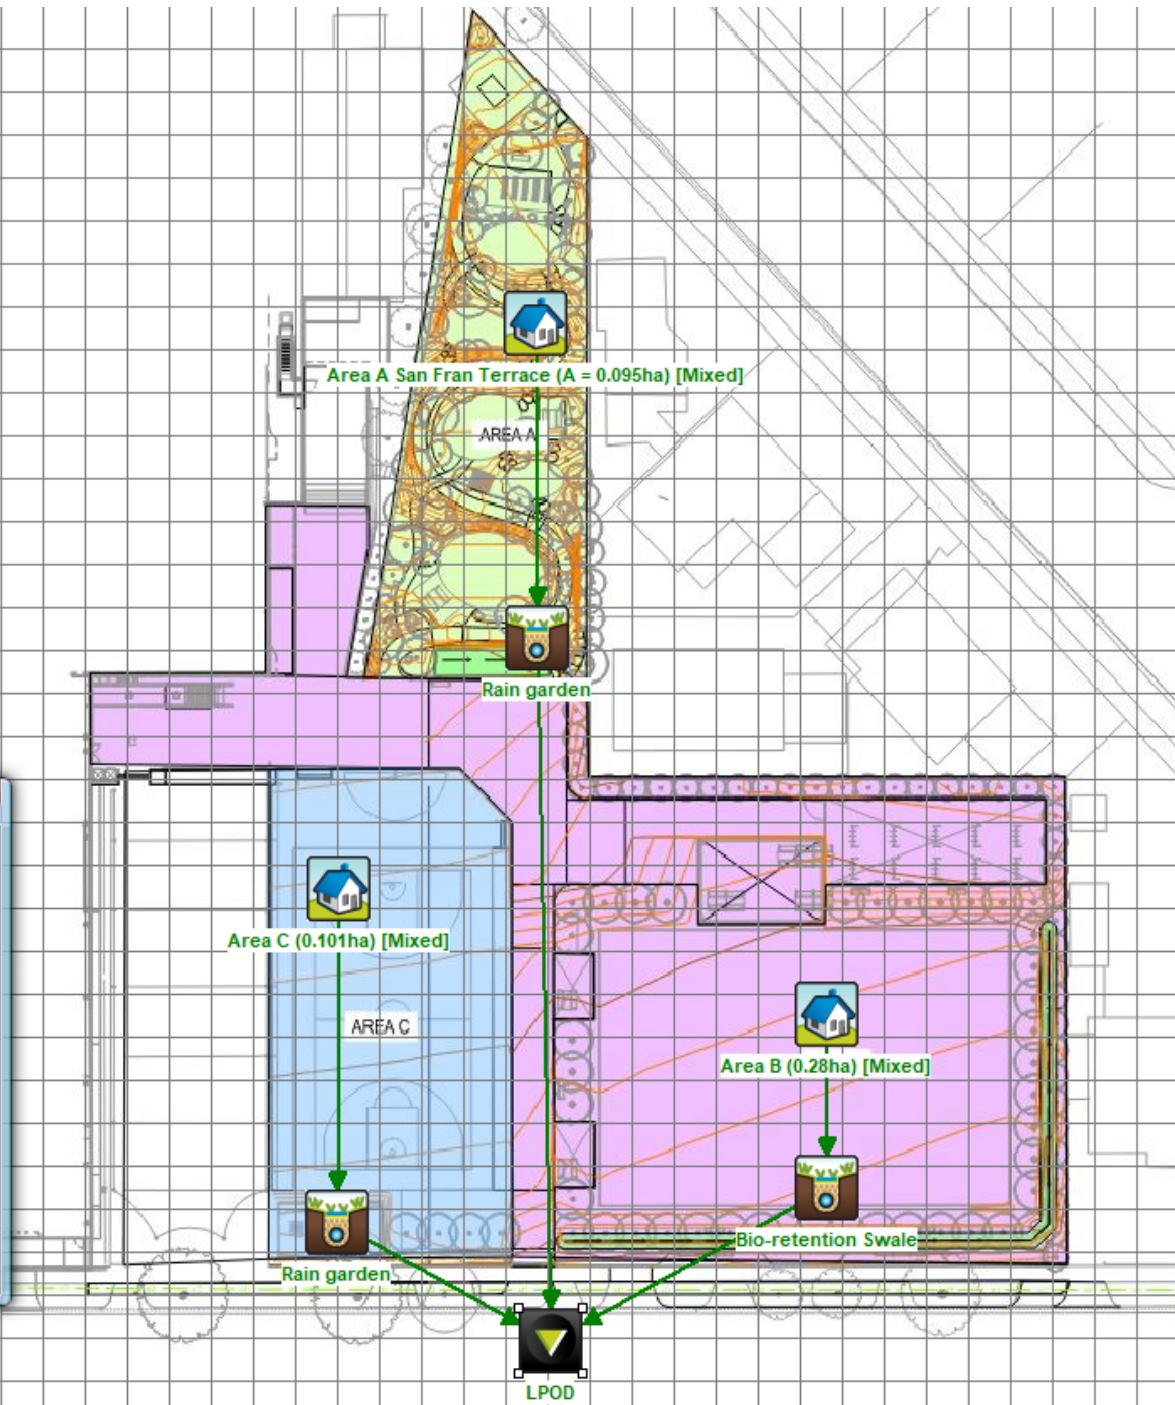 Area A San Fran Terrace (A = 0.095ha) [Mixed]
AREA A
Rain garden
Area C (0.101ha) [Mixed]
AREA C
Area B (0.28ha) [Mixed]
Bio-retention Swale
Rain garden
LPOD